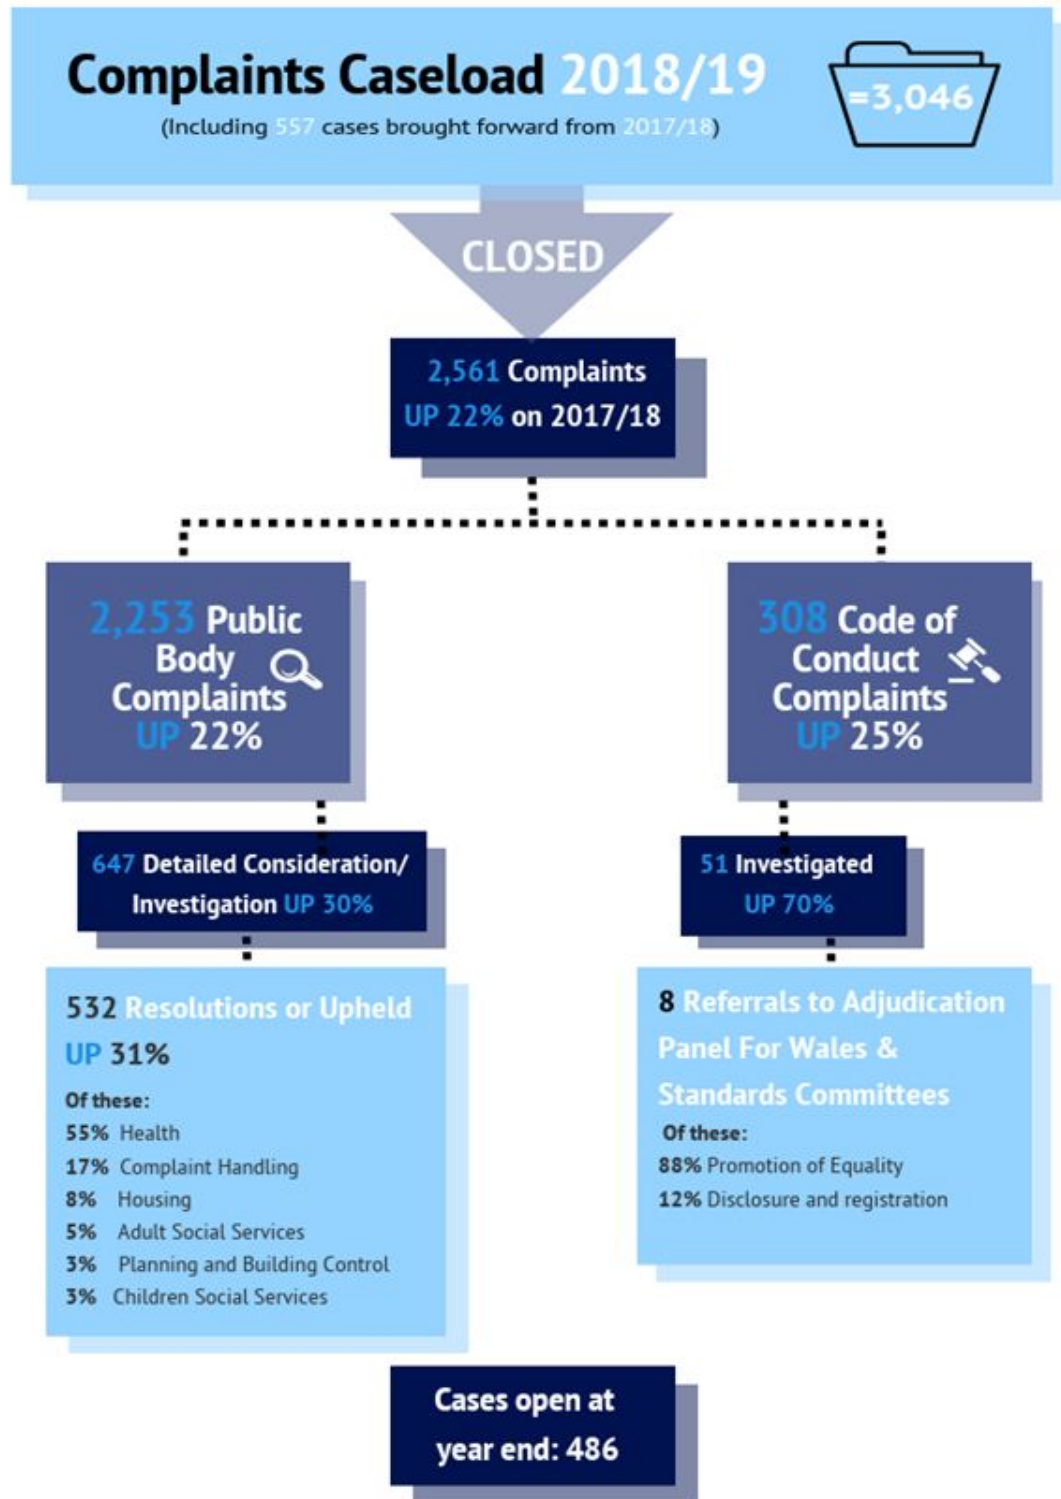 Complaints Caseload 2018/19
(Including 557 cases brought forward from 2017/18)
=3,046
CLOSED
2,561 Complaints
UP 22% on 2017/18
2,253 Public
Body
Complaints
UP 22%
308 Code of
Conduct
Complaints
UP 25%
647 Detailed Consideration/
Investigation UP 30%
51 Investigated
UP 70%
532 Resolutions or Upheld
UP 31%
Of these:
55% Health
17% Complaint Handling
8% Housing
5% Adult Social Services
3% Planning and Building Control
3% Children Social Services
8 Referrals to Adjudication
Panel For Wales &
Standards Committees
Of these:
88% Promotion of Equality
12% Disclosure and registration
Cases open at
year end: 486